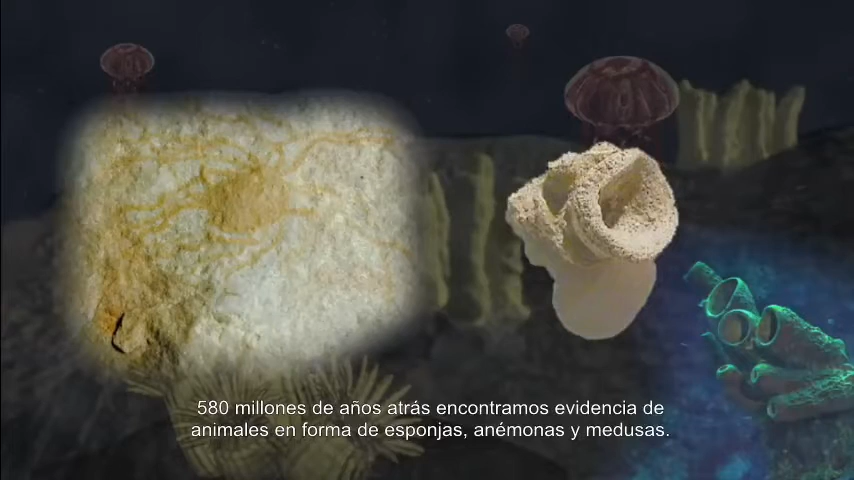 580 millones de años atrás encontramos evidencia de
animales en forma de esponjas, anémonas y medusas.